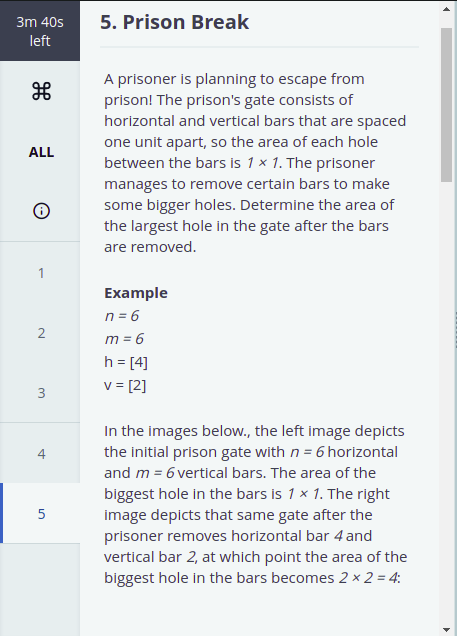 3m 40s
left
ALL
1
2
3
4
5
5. Prison Break
A prisoner is planning to escape from
prison! The prison's gate consists of
horizontal and vertical bars that are spaced
one unit apart, so the area of each hole
between the bars is 1 × 1. The prisoner
manages to remove certain bars to make
some bigger holes. Determine the area of
the largest hole in the gate after the bars
are removed.
Example
n = 6
m = 6
h = [4]
v = [2]
In the images below., the left image depicts
the initial prison gate with n = 6 horizontal
and m = 6 vertical bars. The area of the
biggest hole in the bars is 1 × 1. The right
image depicts that same gate after the
prisoner removes horizontal bar 4 and
vertical bar 2, at which point the area of the
biggest hole in the bars becomes 2 × 2 = 4: